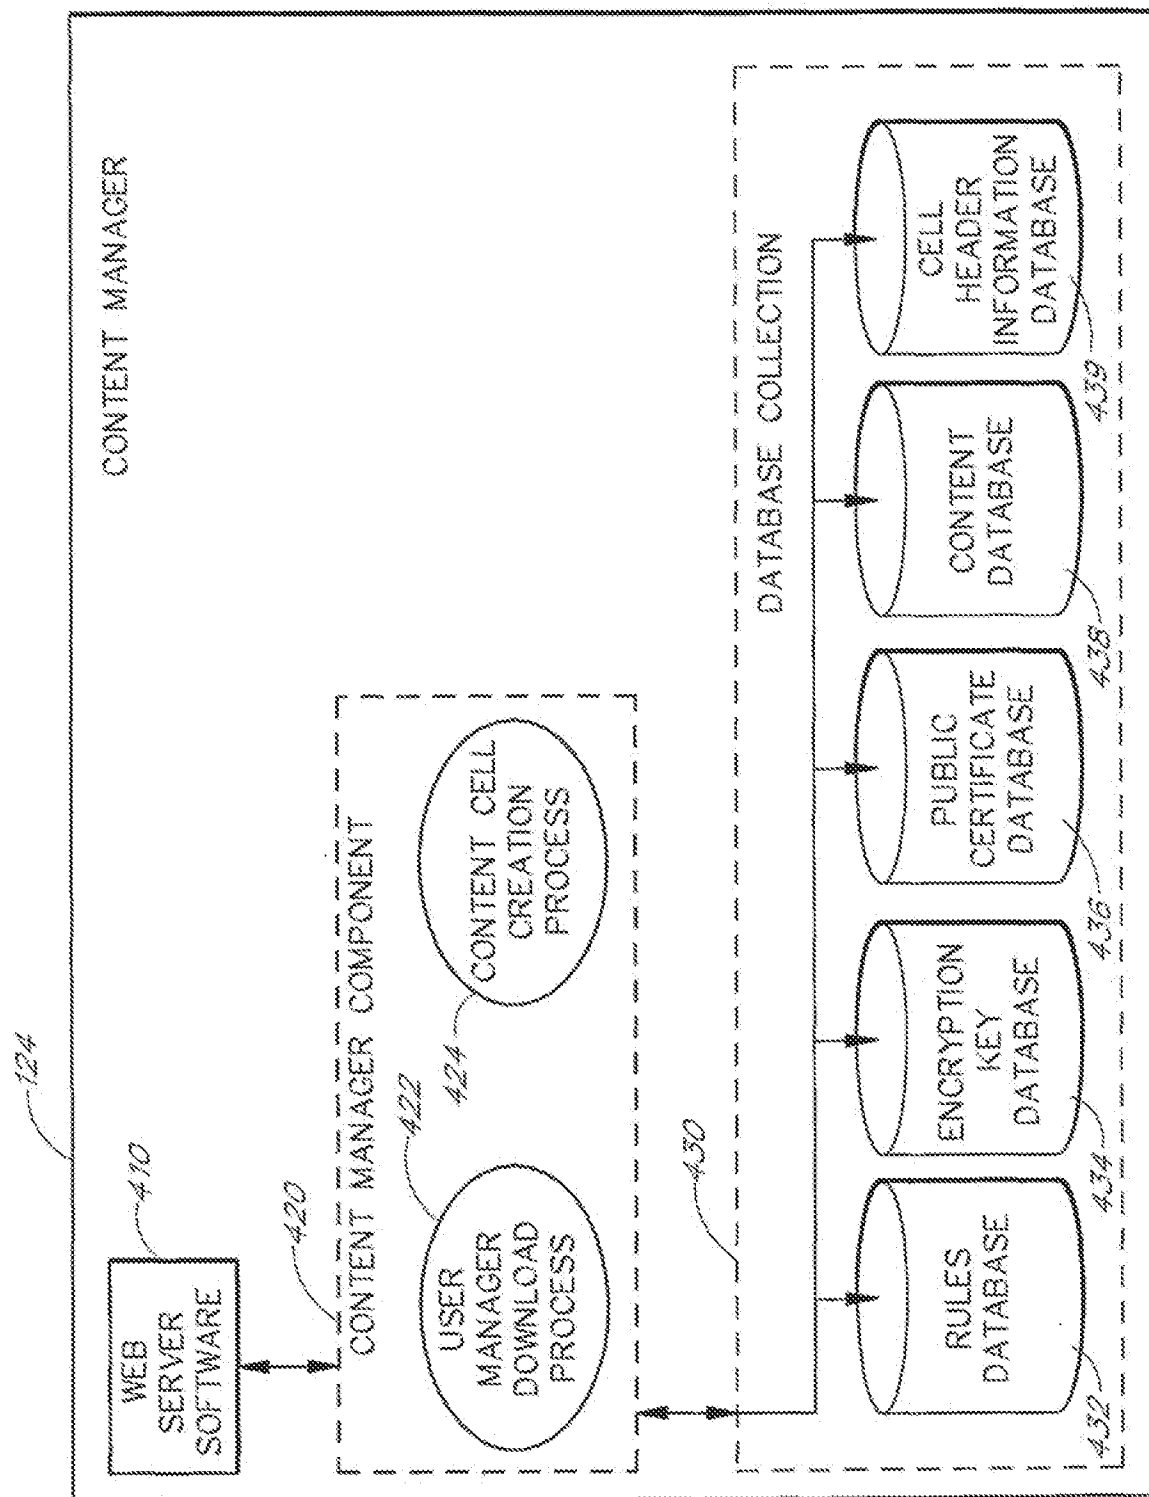 CONTENT MANAGER
124
WEB
SERVER
SOFTWARE
410
420
CONTENT MANAGER COMPONENT
USER
MANAGER
DOWNLOAD
PROCESS
422
CONTENT CELL
CREATION
PROCESS
424
430
DATABASE COLLECTION
RULES
DATABASE
432
ENCRYPTION
KEY
DATABASE
434
PUBLIC
CERTIFICATE
DATABASE
436
CONTENT
DATABASE
438
CELL
HEADER
INFORMATION
DATABASE
439